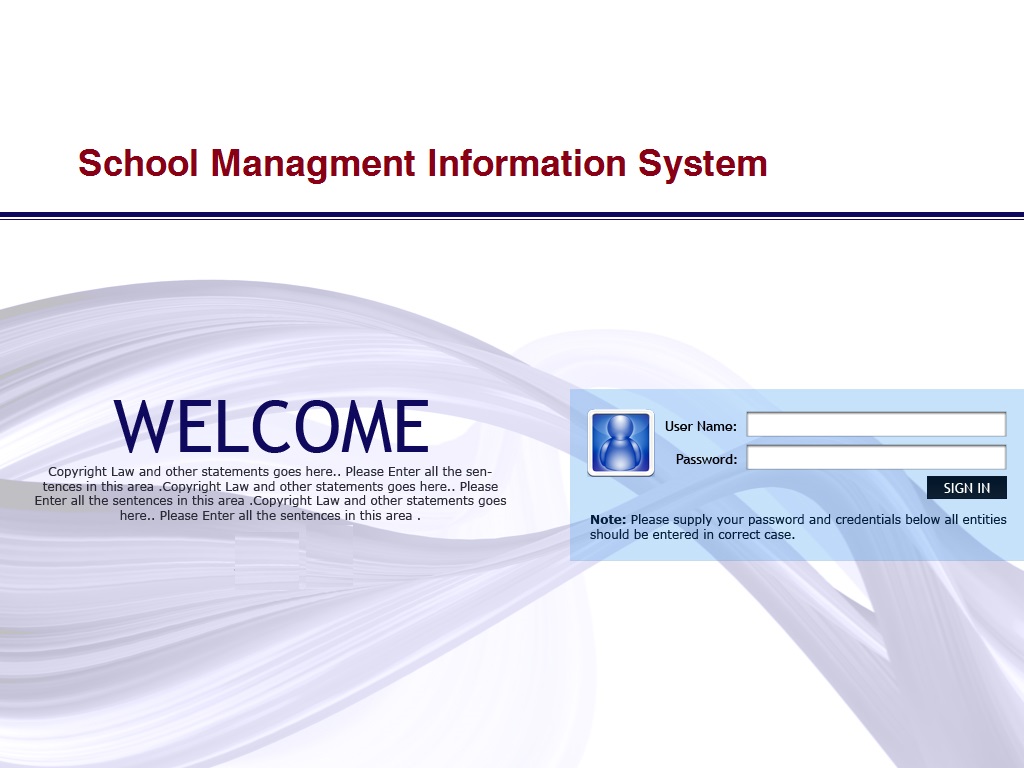 School Managment Information System
WELCOME
Copyright Law and other statements goes here.. Please Enter all the sen-
tences in this area .Copyright Law and other statements goes here.. Please
Enter all the sentences in this area .Copyright Law and other statements goes
here.. Please Enter all the sentences in this area .
User Name:
Password:
SIGN IN
Note: Please supply your password and credentials below all entities
should be entered in correct case.